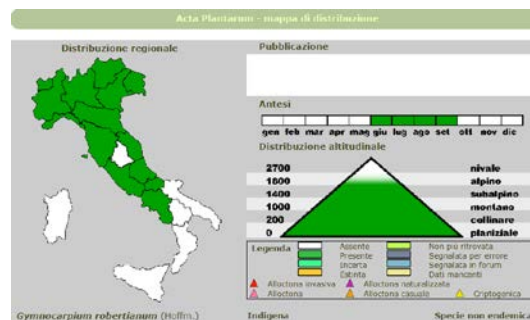 Acta Plantarum - mappa di distribuzione
Distribuzione regionale
Pubblicazione
Antesi
gen feb mar apr mag giu lug ago set ott nov dic
Distribuzione altitudinale
2700 nivale
1800 alpino
1400 subalpino
1000 montano
200 collinare
0 planiziale
Legenda
Assente Non più ritrovata
Presente Segnalata per errore
Incerta Segnalata in forum
Estinta Dati mancanti
Alloctona invasiva Alloctona naturalizzata
Alloctona Alloctona casuale Criptogenica
Gymnocarpium robertianum (Hoffm.) Indigena Specie non endemica